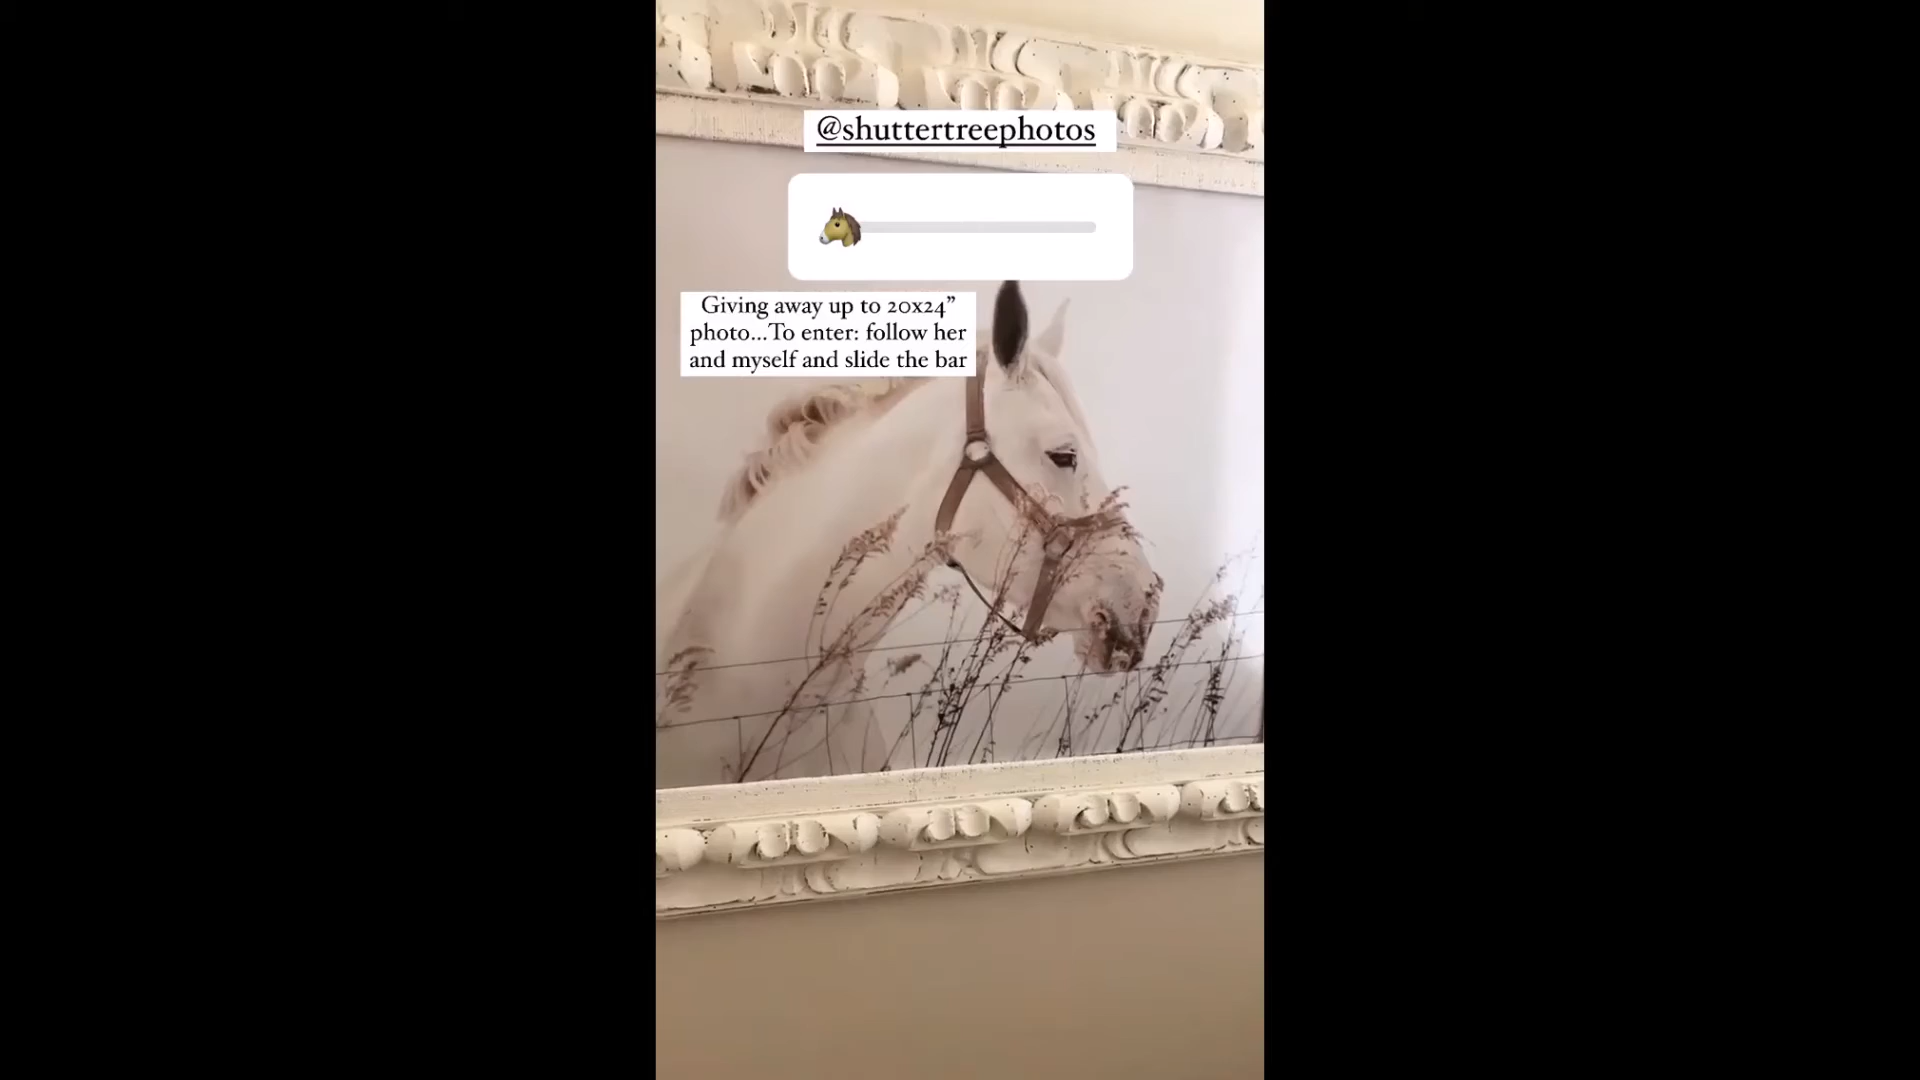 @shuttertreephotos
Giving away up to 20x24”
photo...To enter: follow her
and myself and slide the bar